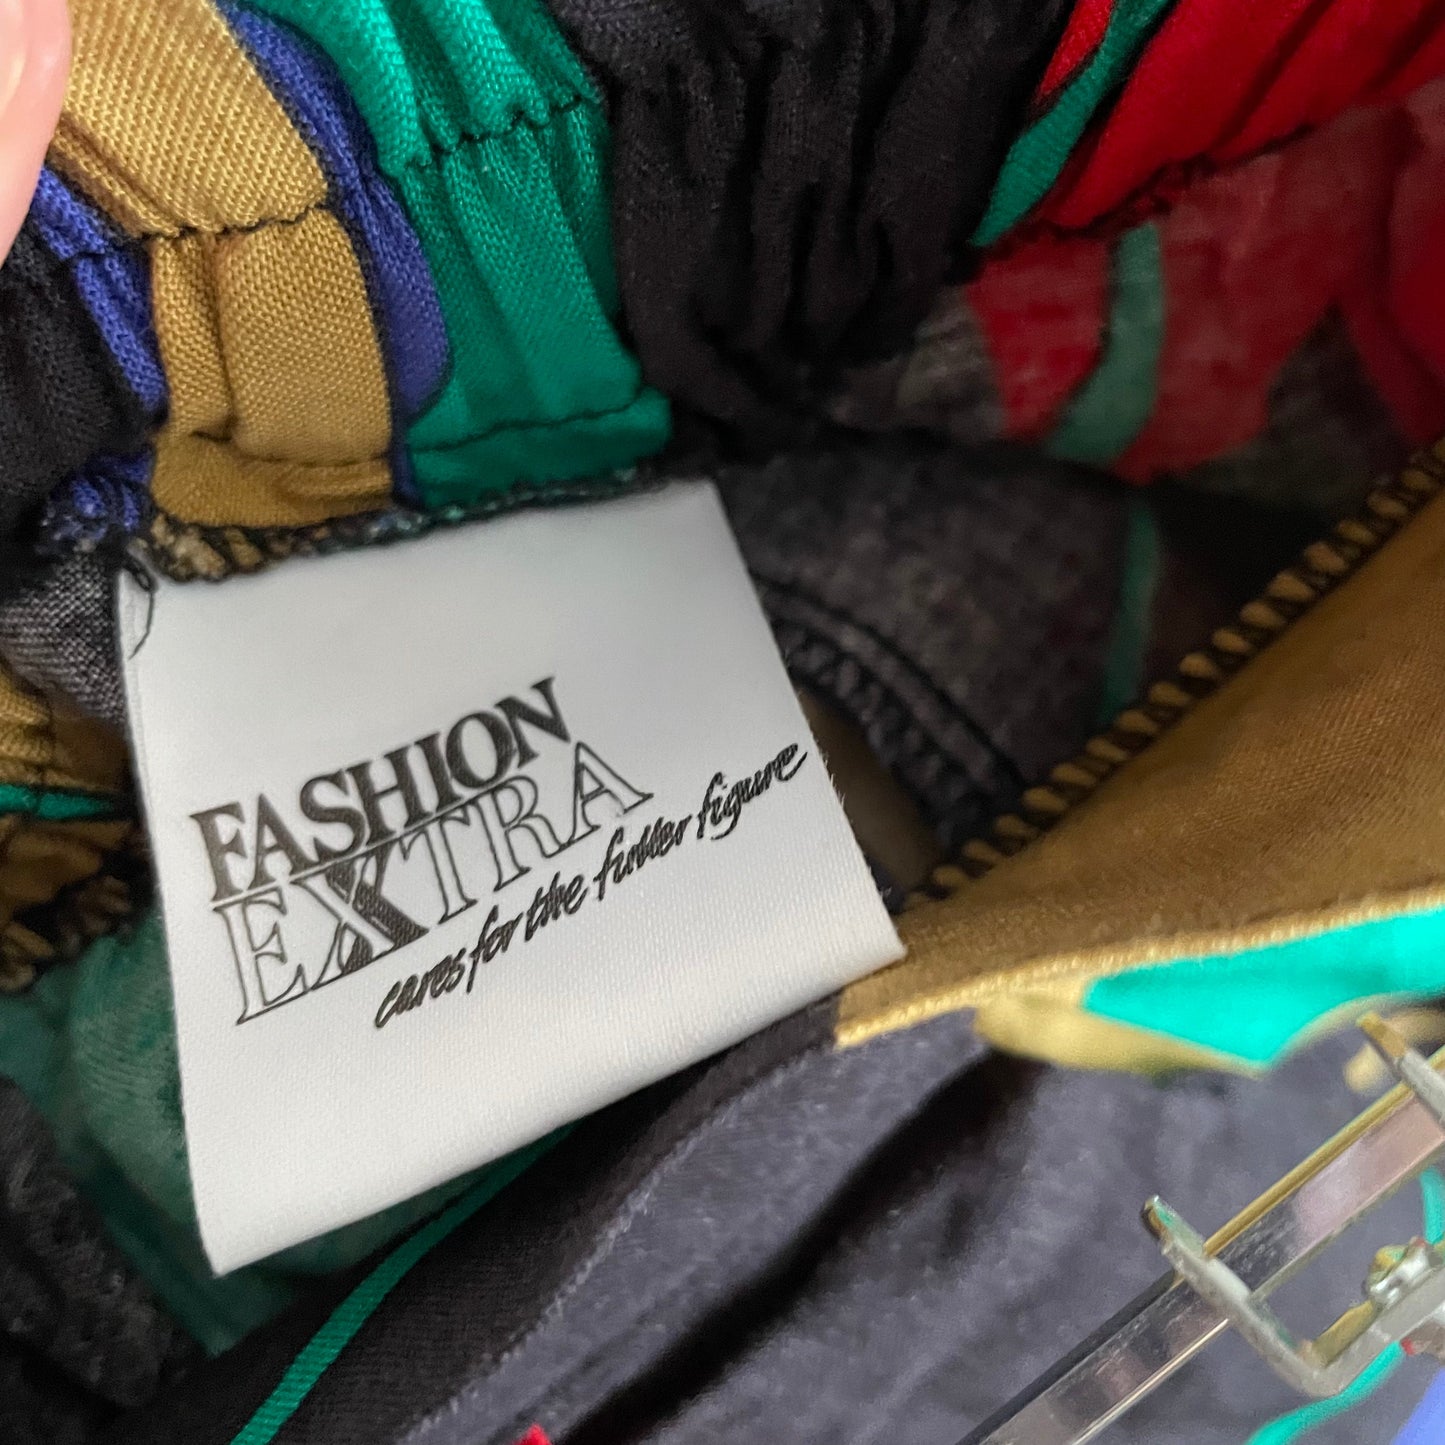 FASHION
EXTRA
cares for the fuller figure